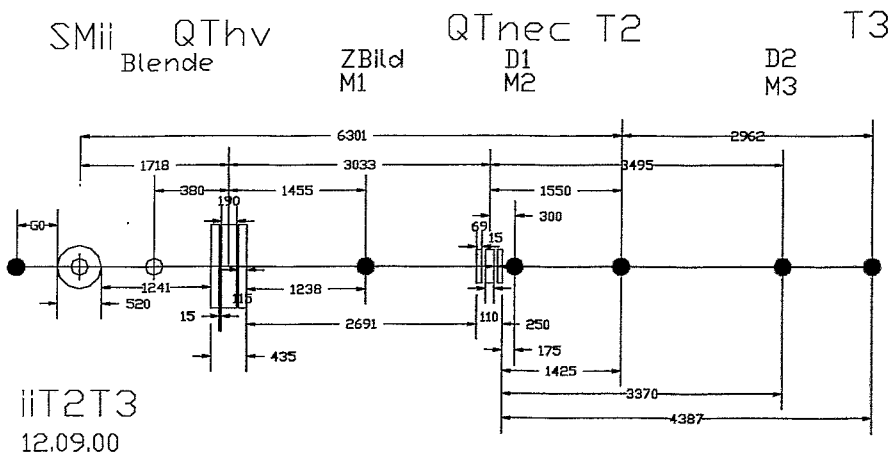 SMii QThv QTnec T2 T3
Blende ZBild D1 D2
M1 M2 M3
6301 2962
1718 3033 3495
380 1455 1550
190 300
69 15
G0
1241 115 1238
520 110
15 2691 250
435 175
1425
3370
iiT2T3 4387
12.09.00